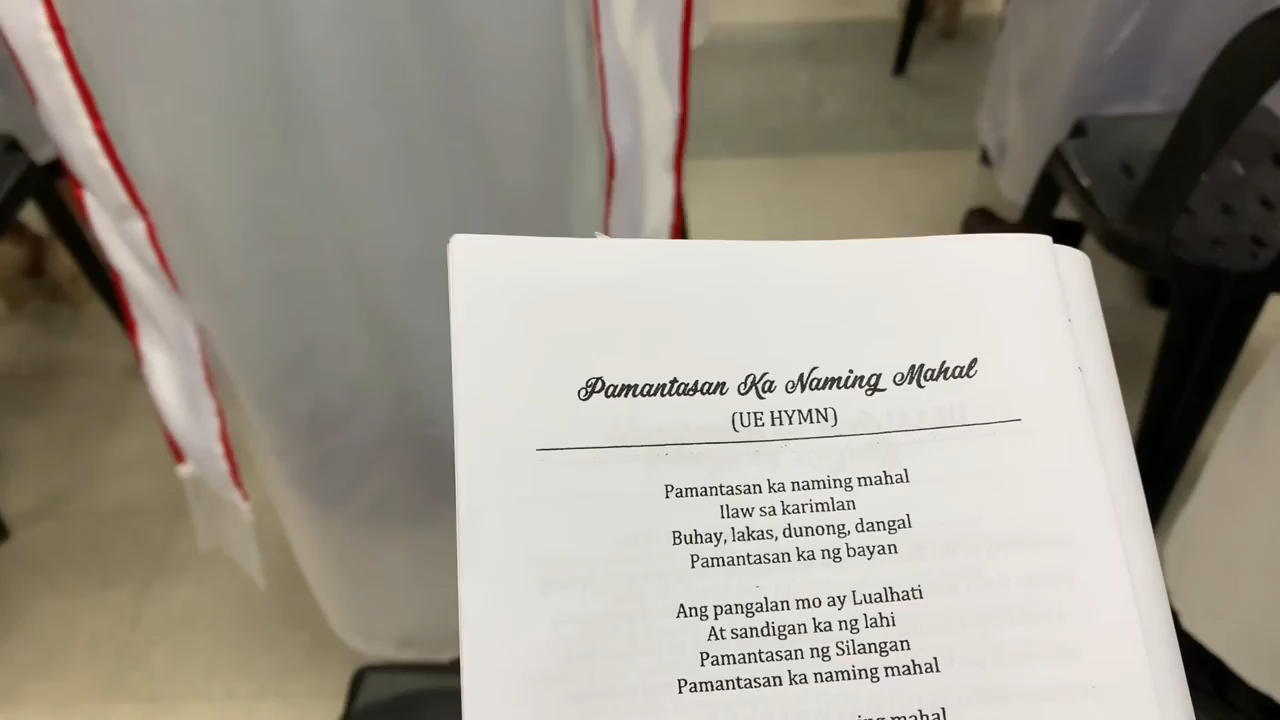 Pamantasan Ka Naming Mahal
(UE HYMN)
Pamantasan ka naming mahal
Ilaw sa karimlan
Buhay, lakas, dunong, dangal
Pamantasan ka ng bayan
Ang pangalan mo ay Lualhati
At sandigan ka ng lahi
Pamantasan ng Silangan
Pamantasan ka naming mahal
mahal